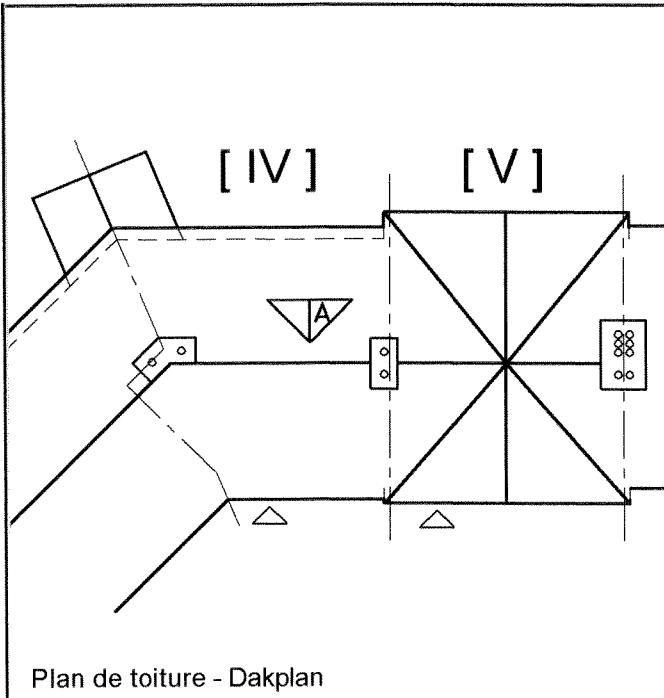 [ IV ] [ V ]
A
Plan de toiture - Dakplan